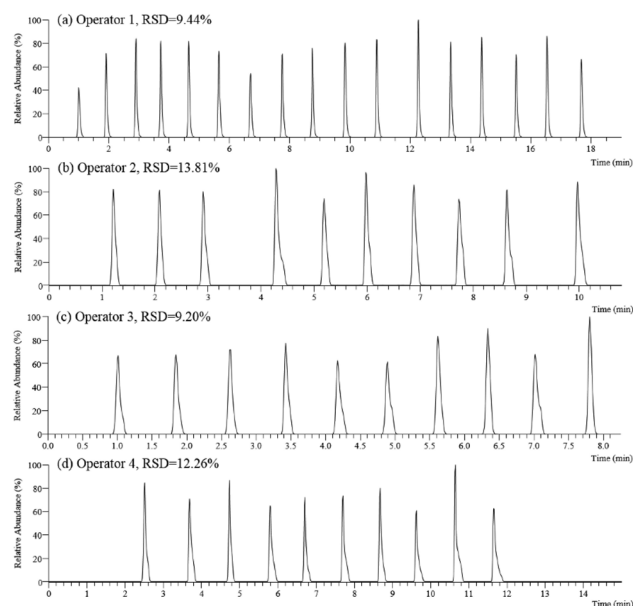 (a) Operator 1, RSD=9.44%
Relative Abundance (%)
100
80
60
40
20
0
0 2 4 6 8 10 12 14 16 18
Time (min)
(b) Operator 2, RSD=13.81%
Relative Abundance (%)
100
80
60
40
20
0
0 1 2 3 4 5 6 7 8 9 10
Time (min)
(c) Operator 3, RSD=9.20%
Relative Abundance (%)
100
80
60
40
20
0
0.0 0.5 1.0 1.5 2.0 2.5 3.0 3.5 4.0 4.5 5.0 5.5 6.0 6.5 7.0 7.5 8.0
Time (min)
(d) Operator 4, RSD=12.26%
Relative Abundance (%)
100
80
60
40
20
0
0 1 2 3 4 5 6 7 8 9 10 11 12 13 14
Time (min)